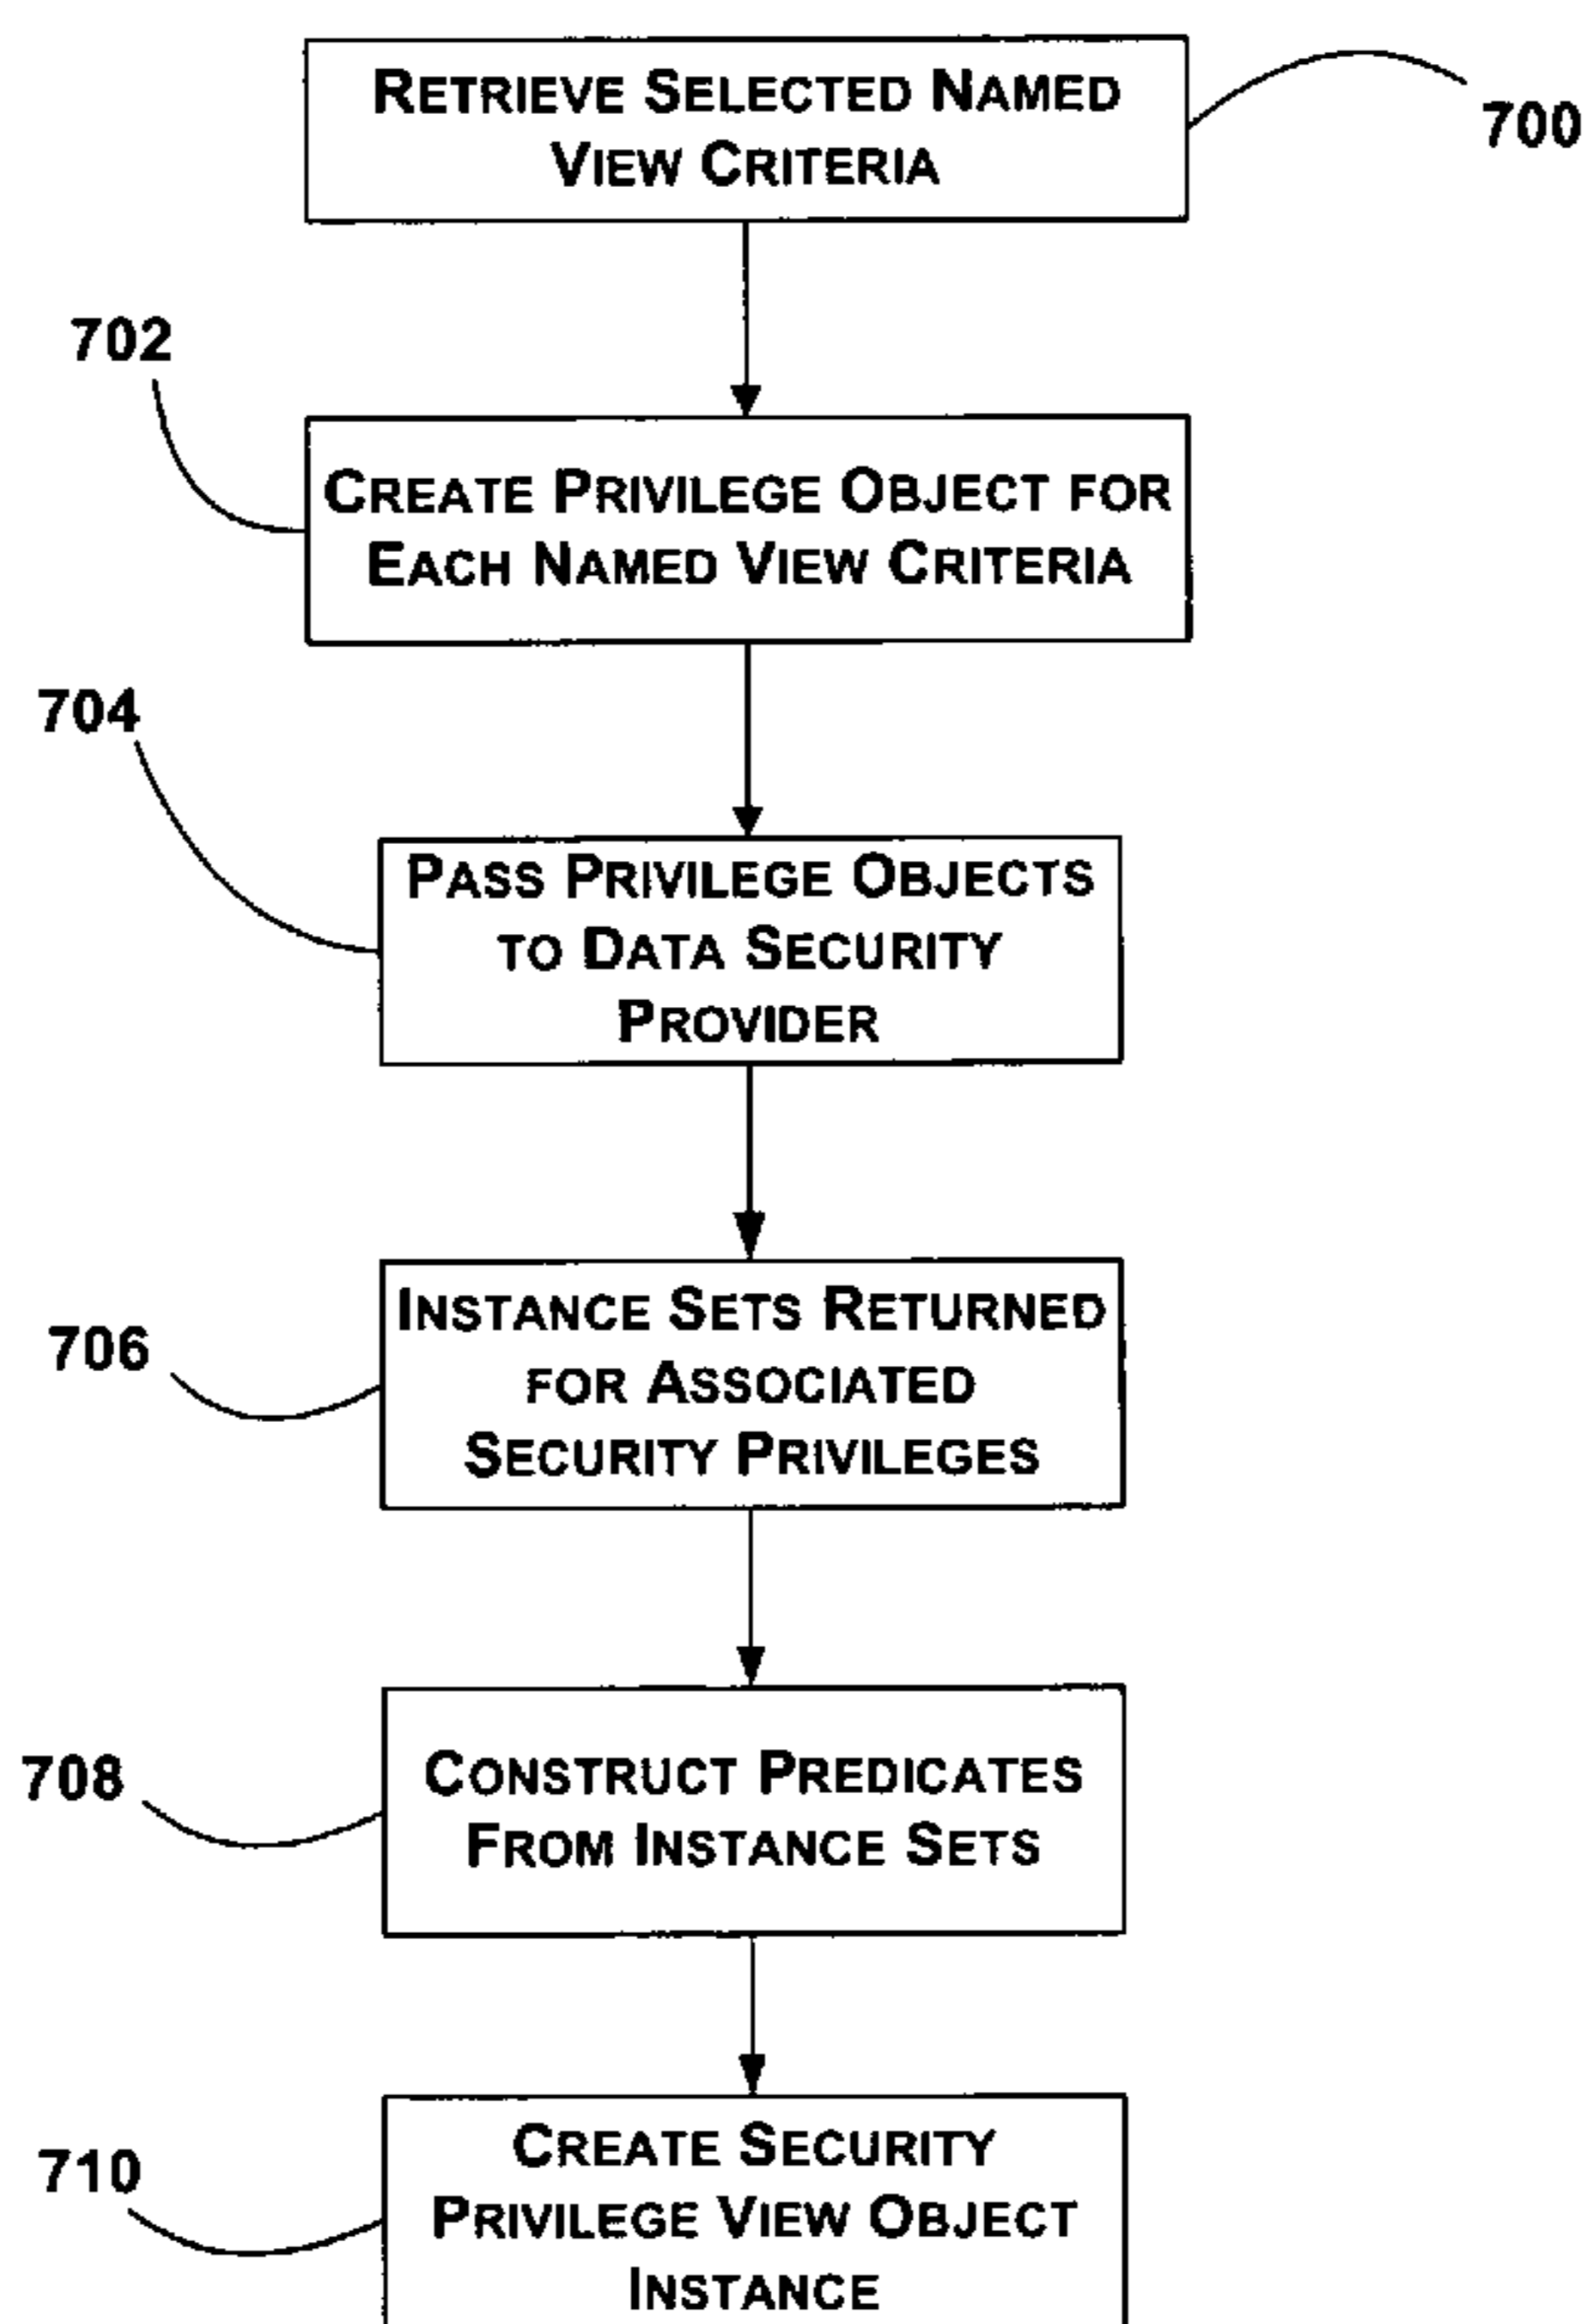 RETRIEVE SELECTED NAMED
VIEW CRITERIA
700
702
CREATE PRIVILEGE OBJECT FOR
EACH NAMED VIEW CRITERIA
704
PASS PRIVILEGE OBJECTS
TO DATA SECURITY
PROVIDER
706
INSTANCE SETS RETURNED
FOR ASSOCIATED
SECURITY PRIVILEGES
708
CONSTRUCT PREDICATES
FROM INSTANCE SETS
710
CREATE SECURITY
PRIVILEGE VIEW OBJECT
INSTANCE